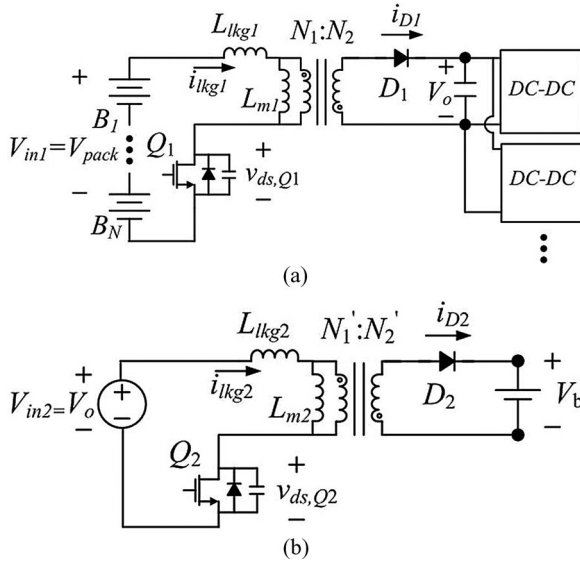 L_lkg1 N_1:N_2 i_D1
i_lkg1 L_m1 D_1 V_o DC-DC
+ + 
B_1
V_in1=V_pack Q_1 + v_ds,Q1 −
− B_N
DC-DC
(a)
L_lkg2 N_1':N_2' i_D2
i_lkg2 L_m2 D_2 V_b
V_in2=V_o + −
Q_2 + v_ds,Q2 −
(b)